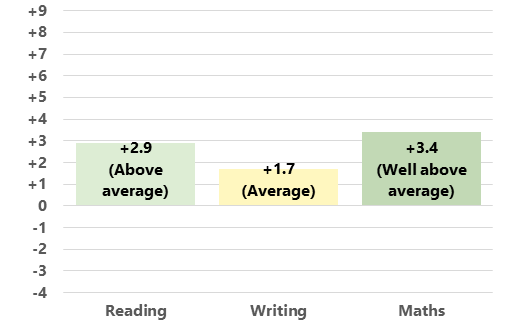 +9
+8
+7
+6
+5
+4
+3
+2
+1
0
-1
-2
-3
-4
+2.9
(Above
average)
+1.7
(Average)
+3.4
(Well above
average)
Reading
Writing
Maths